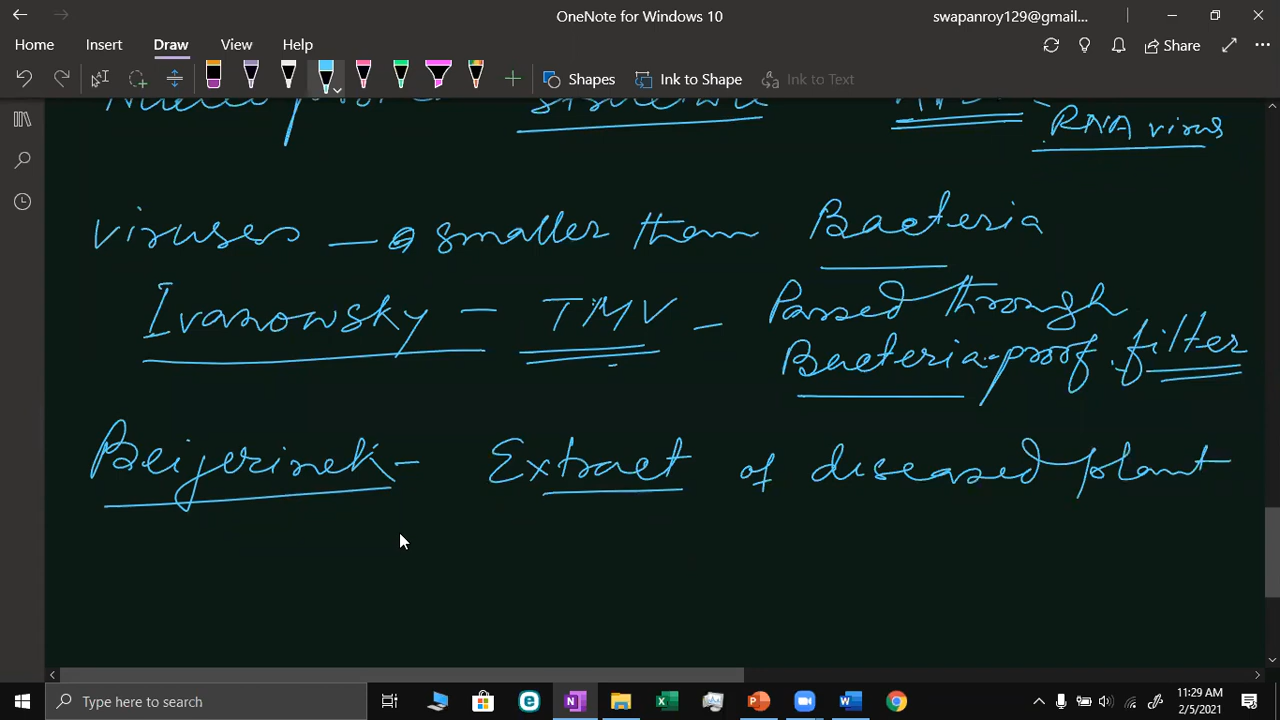 OneNote for Windows 10
swapanroy129@gmail...
Home Insert Draw View Help
Share
Shapes Ink to Shape Ink to Text
structure
RNA virus
viruses — smaller than Bacteria
Ivanowsky — TMV — Passed through
Bacteria-proof filter
Beijerinek — Extract of diseased plant
Type here to search
11:29 AM
2/5/2021